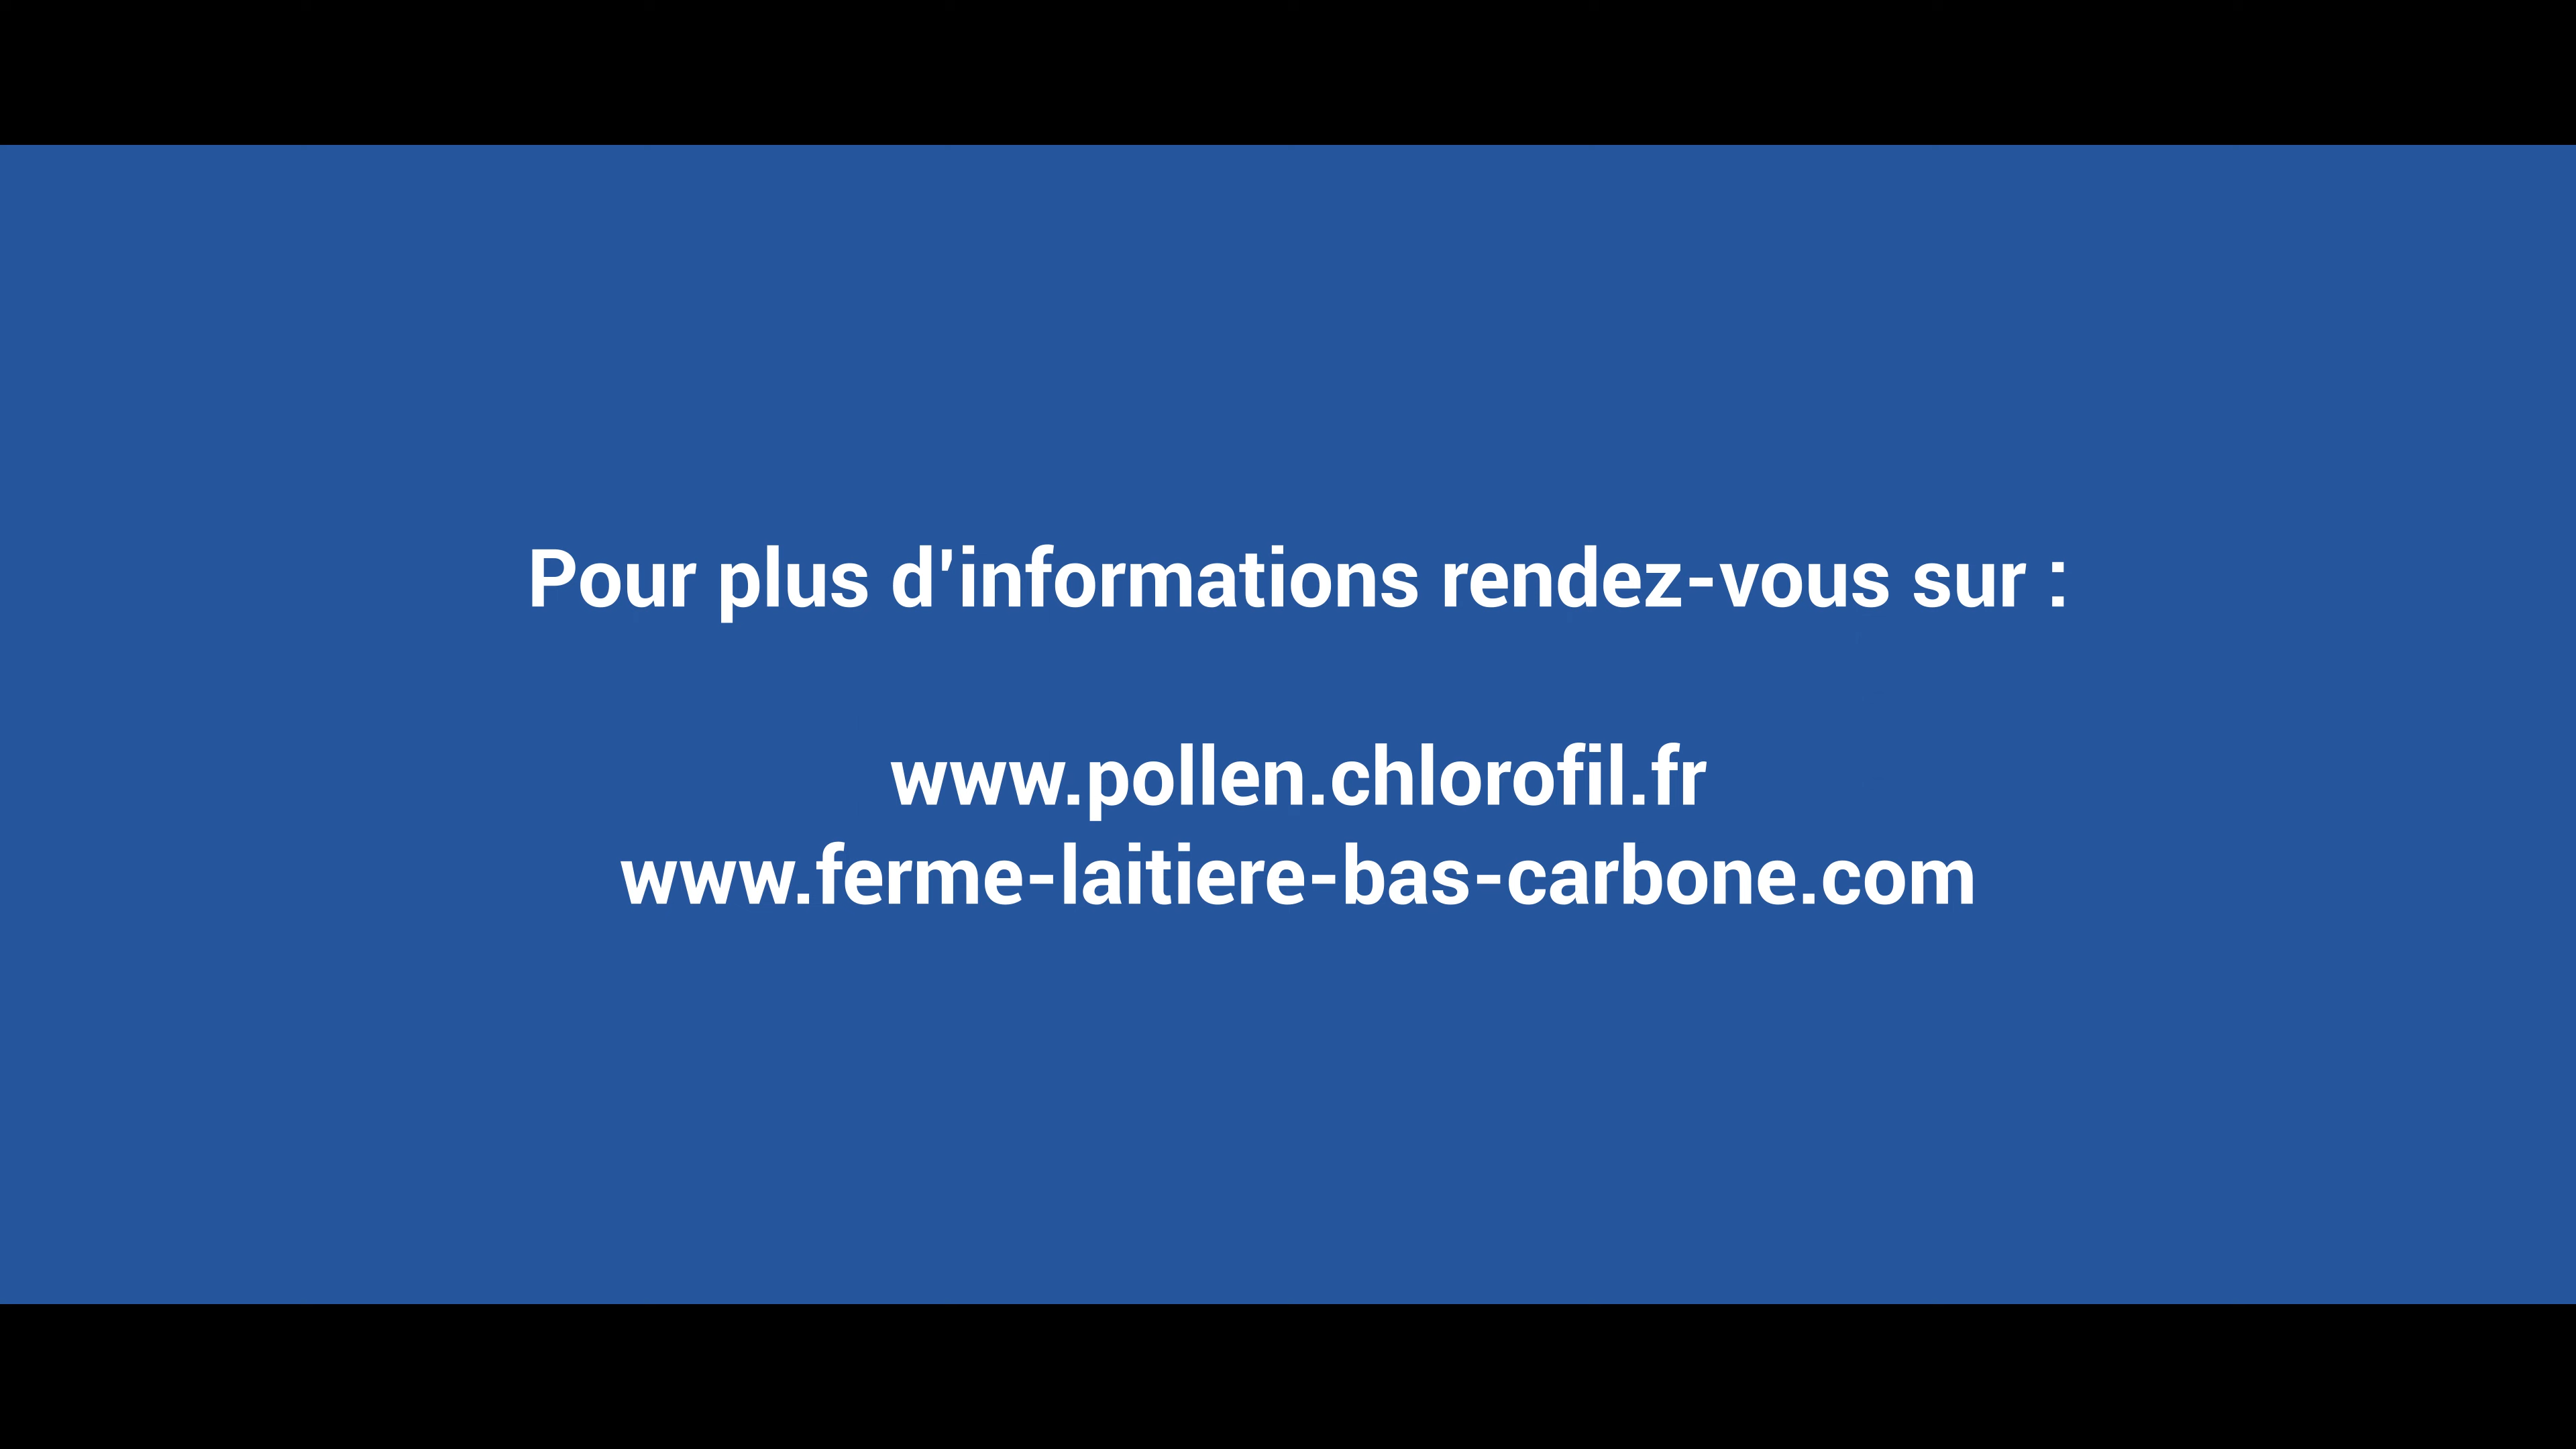 Pour plus d'informations rendez-vous sur :
www.pollen.chlorofil.fr
www.ferme-laitiere-bas-carbone.com